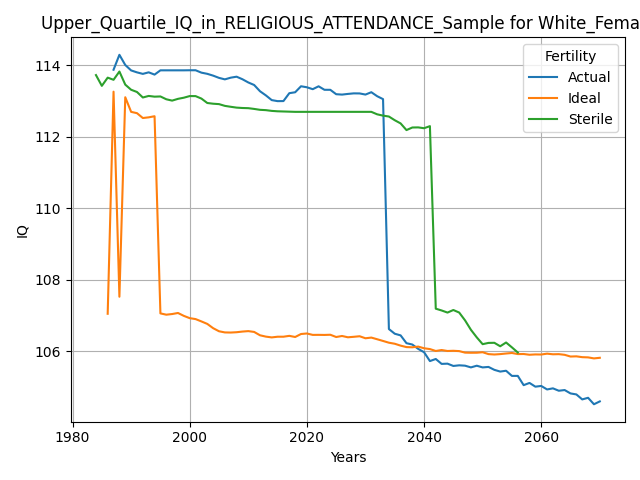 Upper_Quartile_IQ_in_RELIGIOUS_ATTENDANCE_Sample for White_Fema
Fertility
Actual
Ideal
Sterile
IQ
114
112
110
108
106
1980
2000
2020
2040
2060
Years